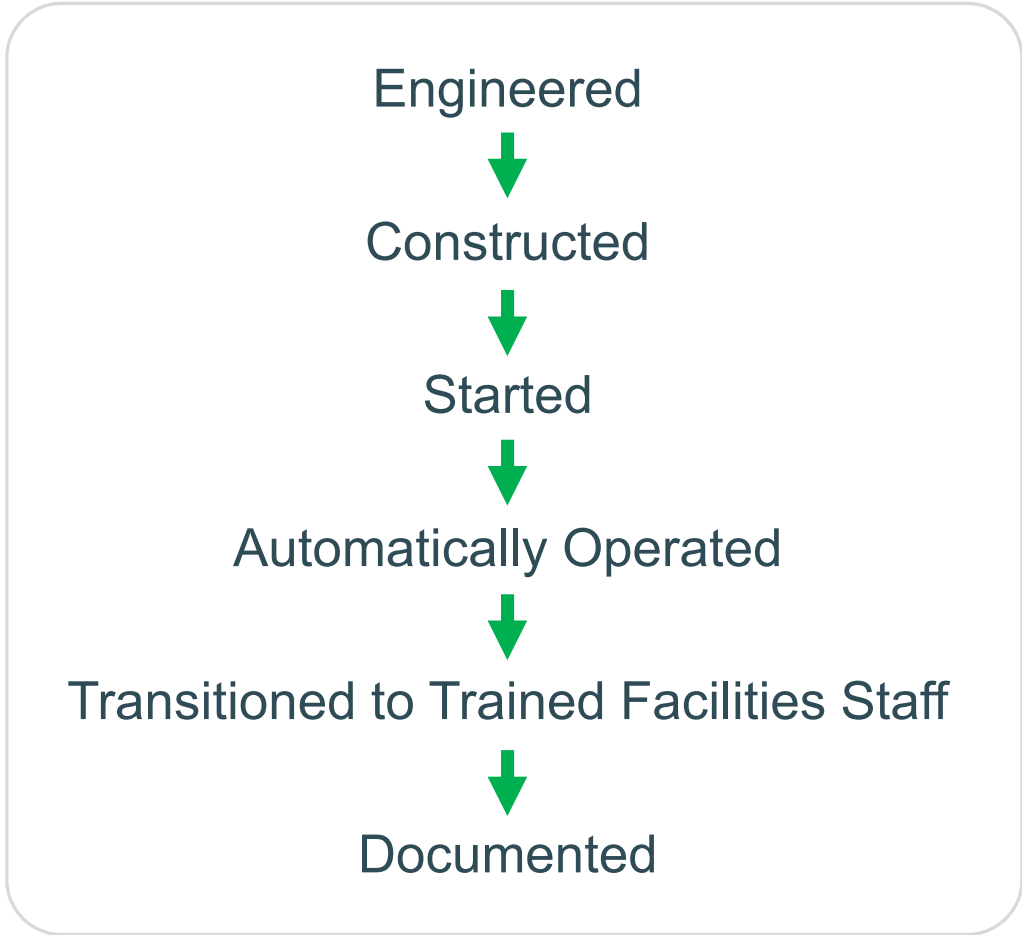 Engineered
Constructed
Started
Automatically Operated
Transitioned to Trained Facilities Staff
Documented